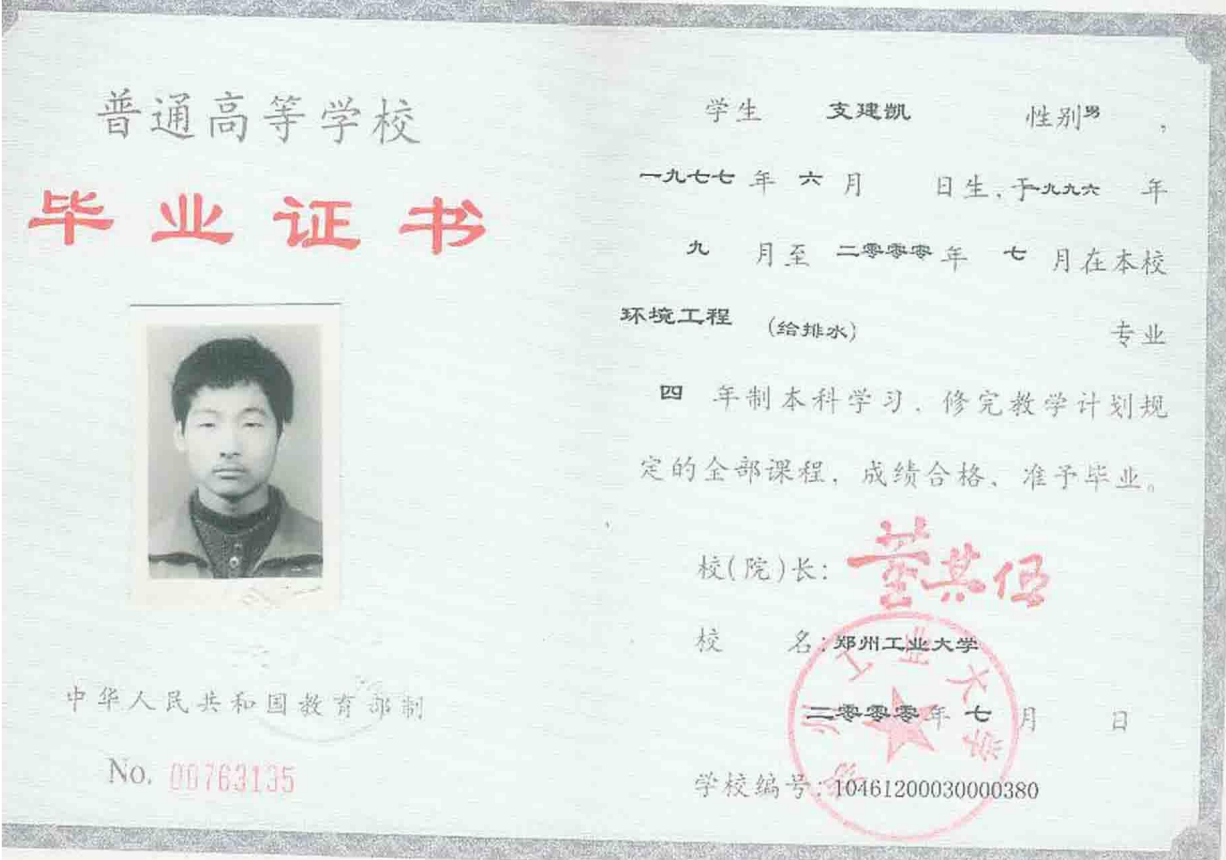 普通高等学校
毕业证书
中华人民共和国教育部制
No. 00763135
学生 支建凯 性别男，
一九七七年六月 日生，于一九九六年
九月至二零零零年七月在本校
环境工程 (给排水) 专业
四年制本科学习，修完教学计划规
定的全部课程，成绩合格，准予毕业。
校(院)长: 董其伍
校 名: 郑州工业大学
二零零零年七月 日
学校编号: 10461200030000380
郑州工业大学